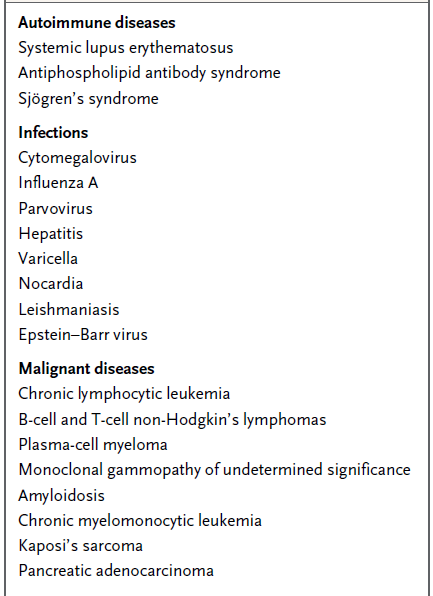 Autoimmune diseases
Systemic lupus erythematosus
Antiphospholipid antibody syndrome
Sjögren’s syndrome
Infections
Cytomegalovirus
Influenza A
Parvovirus
Hepatitis
Varicella
Nocardia
Leishmaniasis
Epstein–Barr virus
Malignant diseases
Chronic lymphocytic leukemia
B-cell and T-cell non-Hodgkin’s lymphomas
Plasma-cell myeloma
Monoclonal gammopathy of undetermined significance
Amyloidosis
Chronic myelomonocytic leukemia
Kaposi’s sarcoma
Pancreatic adenocarcinoma